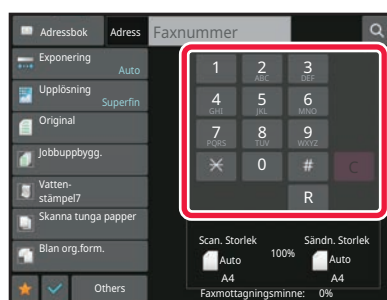 Adressbok Adress Faxnummer
Exponering
Auto
Upplösning
Superfin
Original
Jobbuppbygg.
Vatten-
stämpel7
Skanna tunga papper
Blan org.form.
Others
1 2 ABC 3 DEF
4 GHI 5 JKL 6 MNO
7 PQRS 8 TUV 9 WXYZ
0 # C
R
Scan. Storlek Sändn. Storlek
Auto 100% Auto
A4 A4
Faxmottagningsminne: 0%